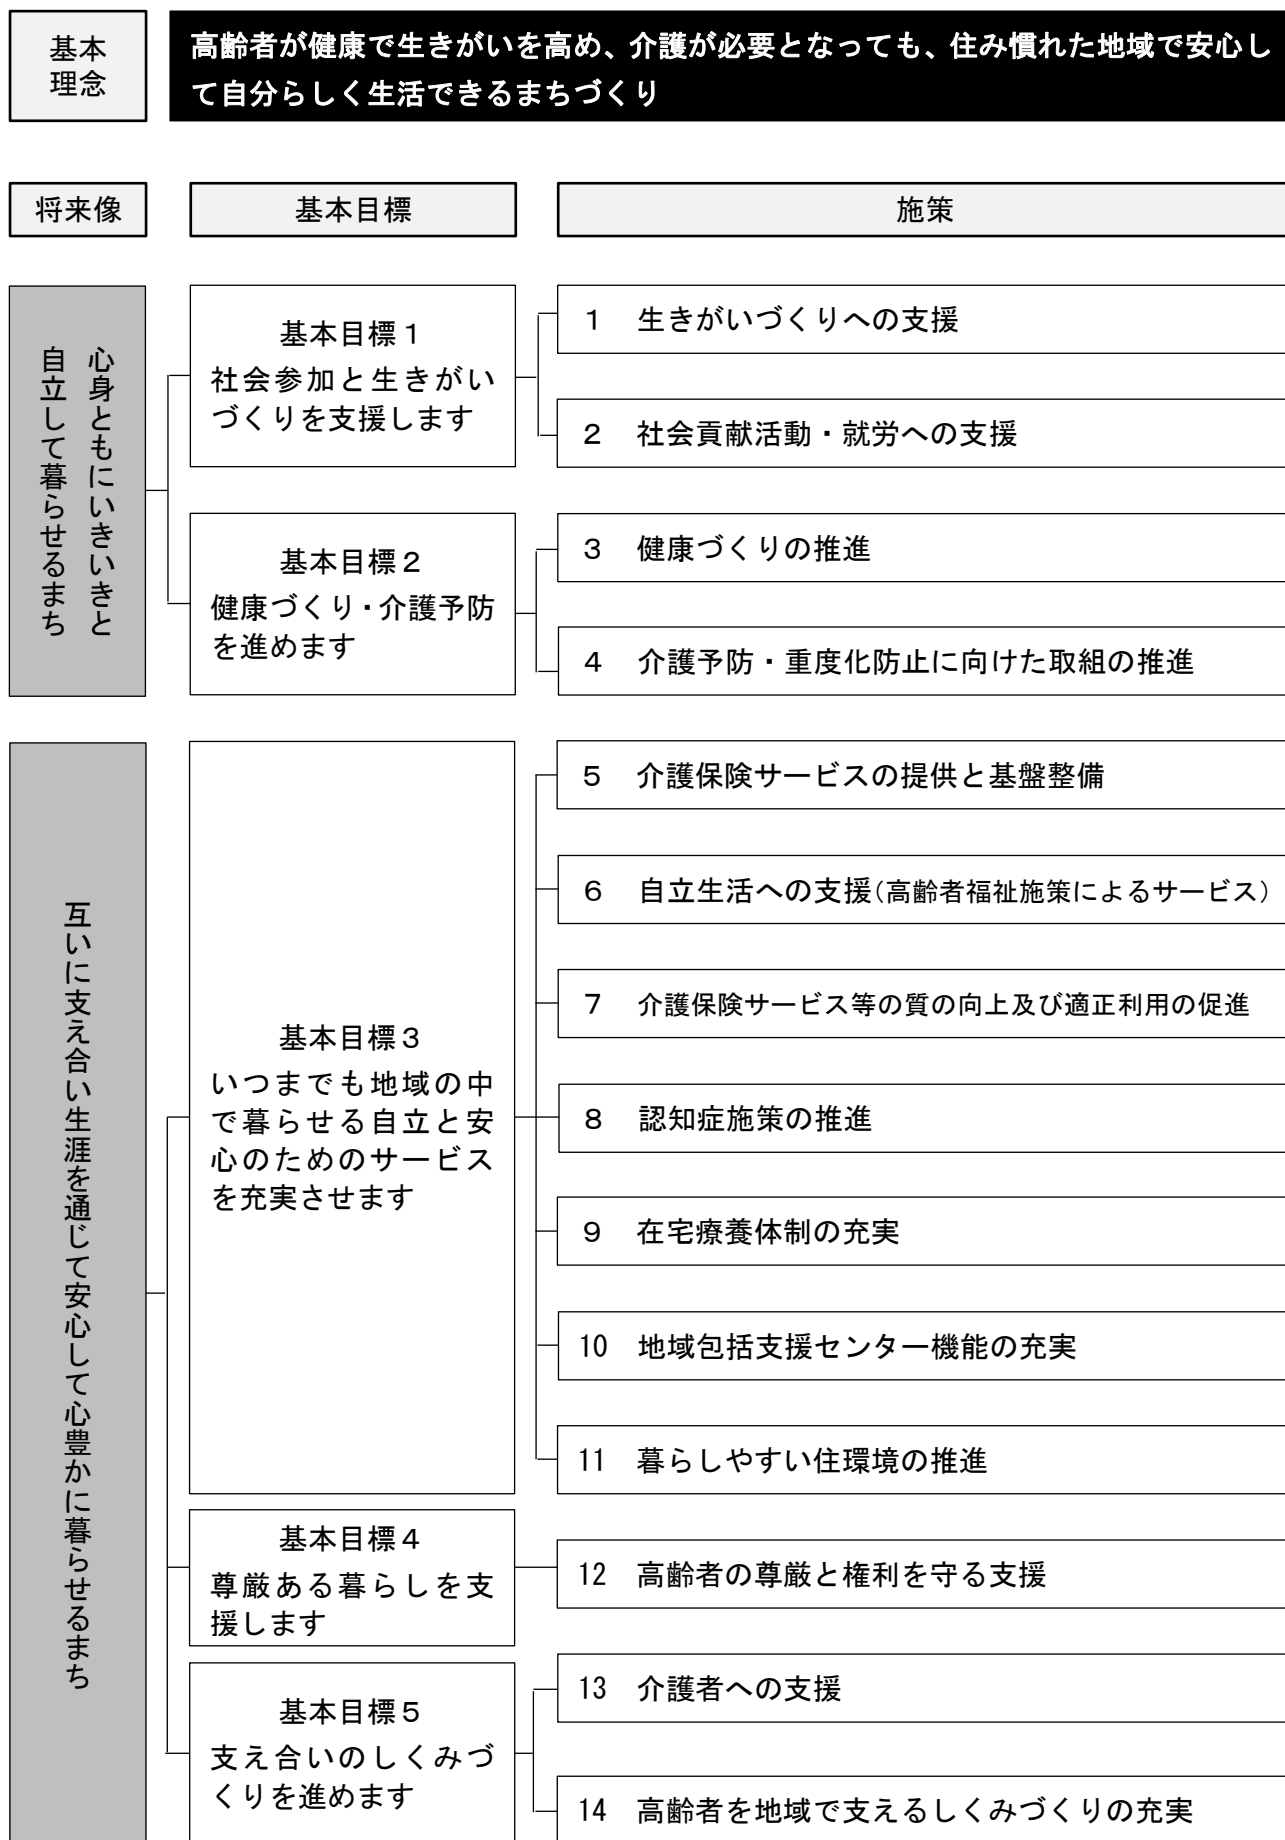 基本
理念
高齢者が健康で生きがいを高め、介護が必要となっても、住み慣れた地域で安心し
て自分らしく生活できるまちづくり
将来像
基本目標
施策
心身ともにいきいきと
自立して暮らせるまち
基本目標1
社会参加と生きがい
づくりを支援します
1 生きがいづくりへの支援
2 社会貢献活動・就労への支援
基本目標2
健康づくり・介護予防
を進めます
3 健康づくりの推進
4 介護予防・重度化防止に向けた取組の推進
互いに支え合い生涯を通じて安心して心豊かに暮らせるまち
基本目標3
いつまでも地域の中
で暮らせる自立と安
心のためのサービス
を充実させます
5 介護保険サービスの提供と基盤整備
6 自立生活への支援(高齢者福祉施策によるサービス)
7 介護保険サービス等の質の向上及び適正利用の促進
8 認知症施策の推進
9 在宅療養体制の充実
10 地域包括支援センター機能の充実
11 暮らしやすい住環境の推進
基本目標4
尊厳ある暮らしを支
援します
12 高齢者の尊厳と権利を守る支援
基本目標5
支え合いのしくみづ
くりを進めます
13 介護者への支援
14 高齢者を地域で支えるしくみづくりの充実